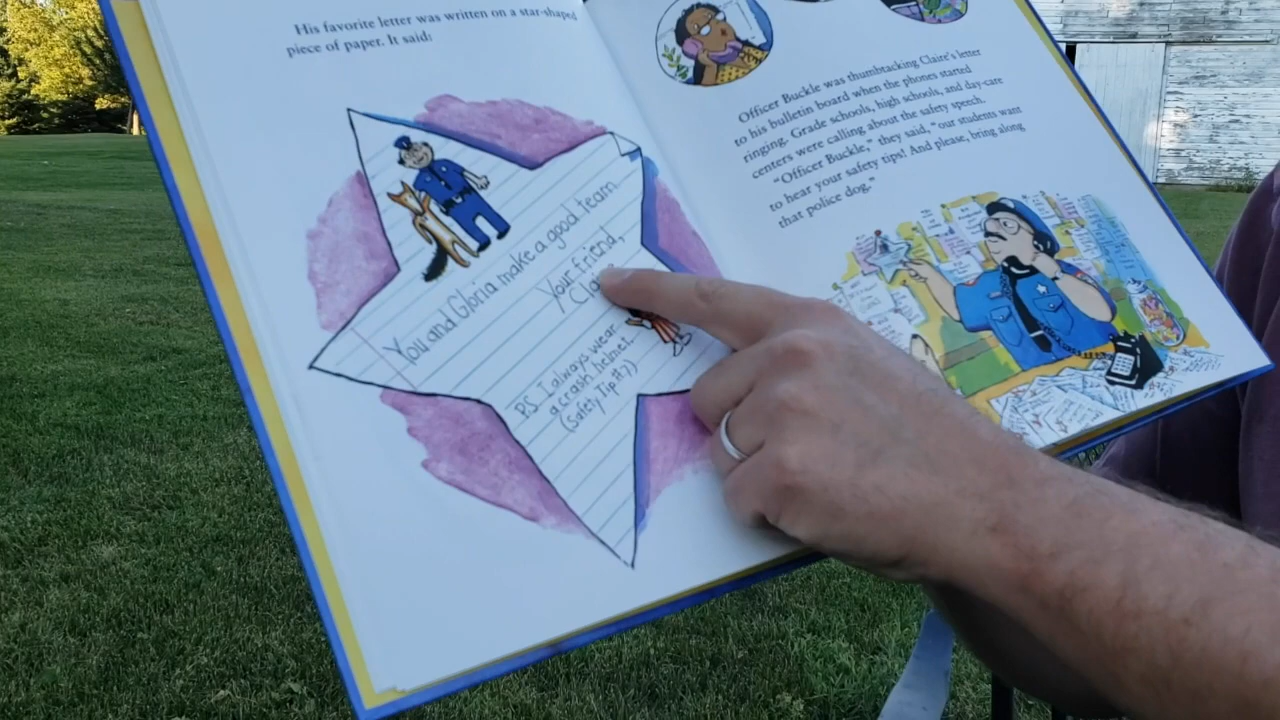 His favorite letter was written on a star-shaped
piece of paper. It said:
You and Gloria make a good team.
Your friend,
P.S. I always wear
a crash helmet.
(Safety Tip #7)
Officer Buckle was thumbtacking Claire's letter
to his bulletin board when the phones started
ringing. Grade schools, high schools, and day-care
centers were calling about the safety speech.
"Officer Buckle," they said, "our students want
to hear your safety tips! And please, bring along
that police dog."